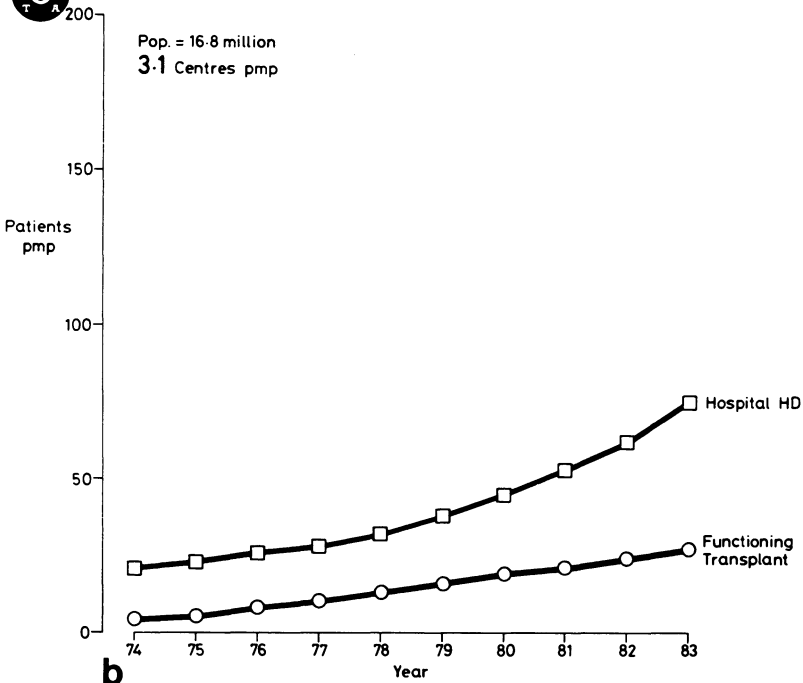 T A
200
Pop. = 16·8 million
3·1 Centres pmp
150
Patients
pmp
100
Hospital HD
50
Functioning
Transplant
0
74 75 76 77 78 79 80 81 82 83
Year
b